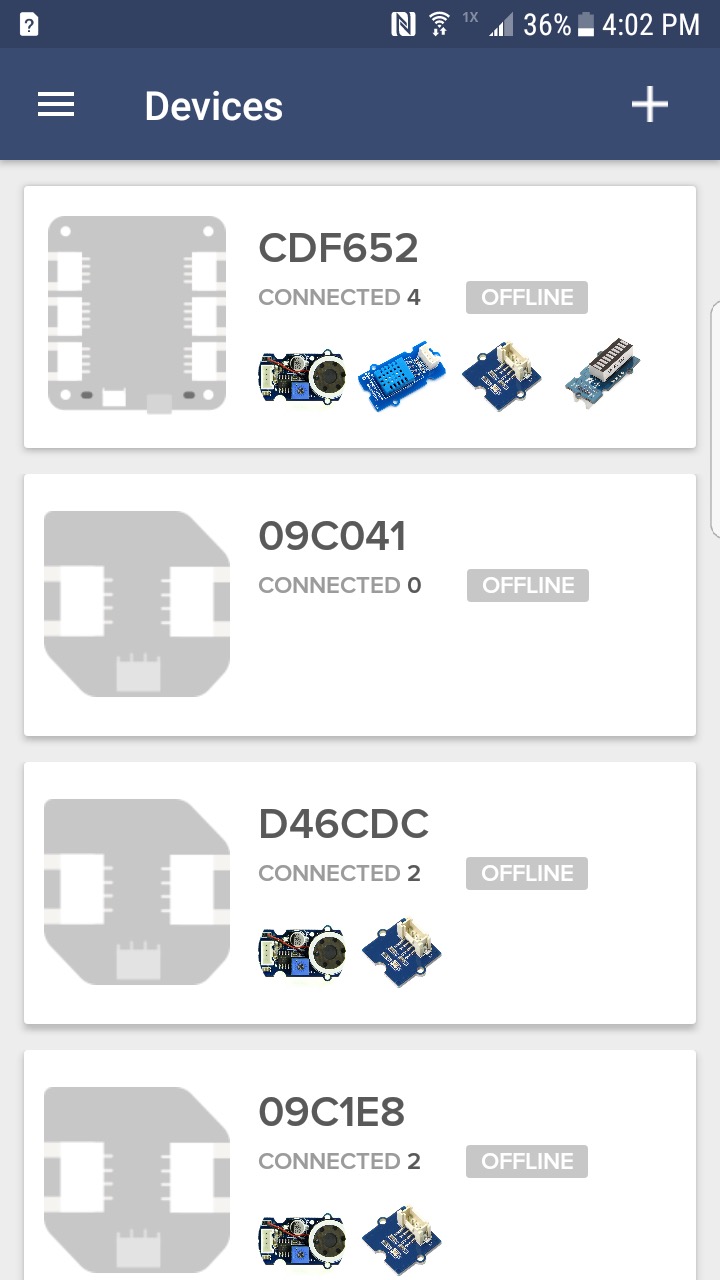 1X 36% 4:02 PM
Devices
CDF652
CONNECTED 4 OFFLINE
09C041
CONNECTED 0 OFFLINE
D46CDC
CONNECTED 2 OFFLINE
09C1E8
CONNECTED 2 OFFLINE